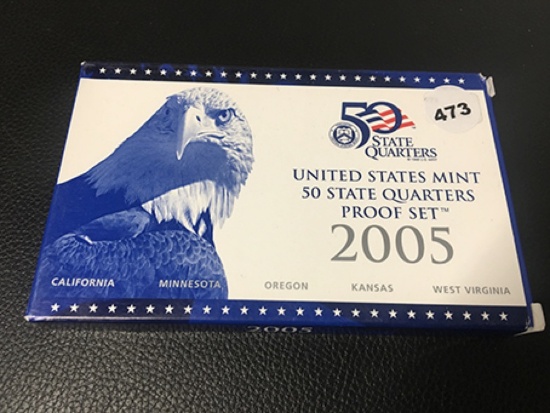 473
50
STATE
QUARTERS
UNITED STATES MINT
50 STATE QUARTERS
PROOF SET™
2005
CALIFORNIA MINNESOTA OREGON KANSAS WEST VIRGINIA
2005